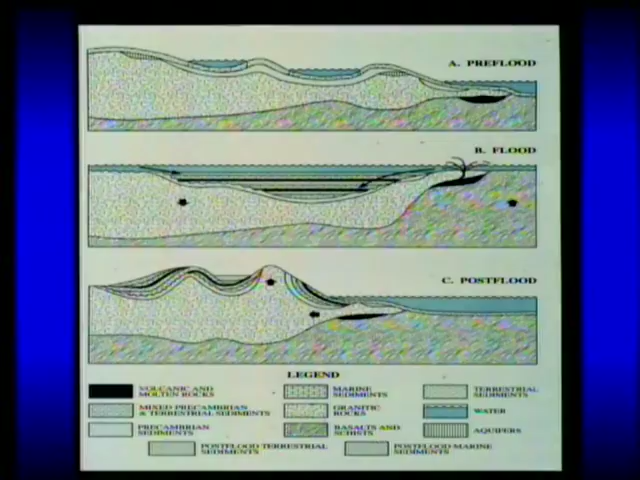 A. PREFLOOD
B. FLOOD
C. POSTFLOOD
LEGEND
VOLCANIC AND
MOLTEN ROCKS
MARINE
SEDIMENTS
TERRESTRIAL
SEDIMENTS
MIXED PRECAMBRIAN
& TERRESTRIAL SEDIMENTS
GRANITIC
ROCKS
WATER
PRECAMBRIAN
SEDIMENTS
BASALTS AND
SCHISTS
AQUIFERS
POSTFLOOD TERRESTRIAL
SEDIMENTS
POSTFLOOD MARINE
SEDIMENTS